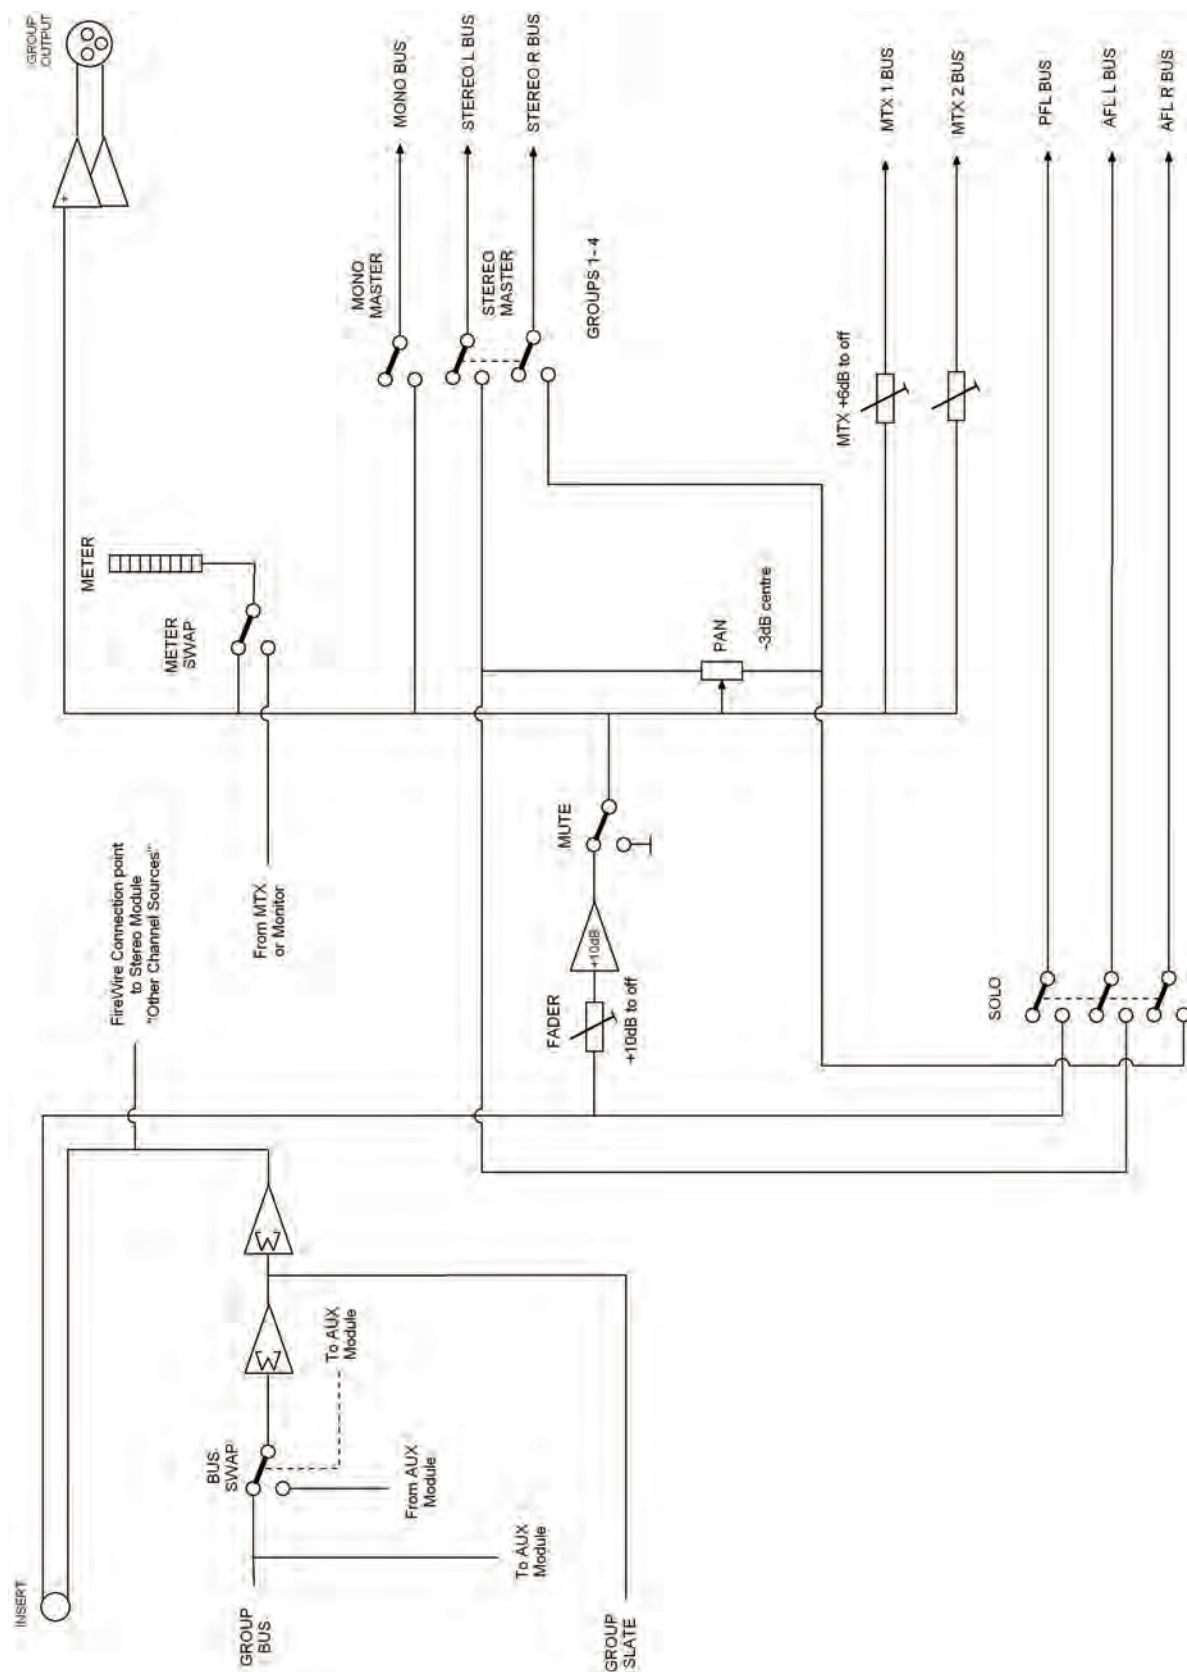 INSERT
GROUP
BUS
GROUP
SLATE
To AUX
Module
From AUX
Module
BUS
SWAP
To AUX
Module
FireWire Connection point
to Stereo Module
"Other Channel Sources"
From MTX
or Monitor
FADER
+10dB to off
+10dB
MUTE
SOLO
METER
SWAP
METER
PAN
-3dB centre
MONO
MASTER
STEREO
MASTER
GROUPS 1- 4
MTX +6dB to off
GROUP
OUTPUT
+
MONO BUS
STEREO L BUS
STEREO R BUS
MTX 1 BUS
MTX 2 BUS
PFL BUS
AFL L BUS
AFL R BUS